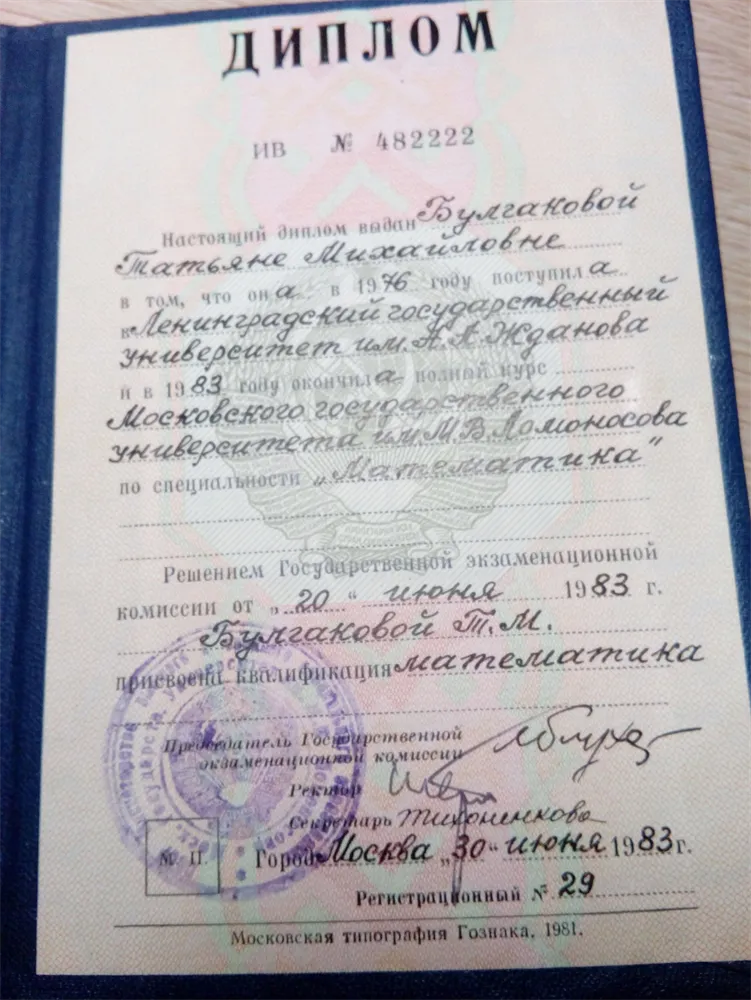 ДИПЛОМ
ИВ № 482222
Настоящий диплом выдан Булгаковой
Татьяне Михайловне
в том, что она в 1976 году поступила
в Ленинградский государственный
университет им. А. А. Жданова
и в 1983 году окончила полный курс
Московского государственного
университета им. М. В. Ломоносова
по специальности „Математика"
Решением Государственной экзаменационной
комиссии от „20" июня 1983 г.
Булгаковой Т. М.
присвоена квалификация математика
Председатель Государственной
экзаменационной комиссии
Ректор
Секретарь Тихоненкова
М. П.
Город Москва „30" июня 1983 г.
Регистрационный № 29
Московская типография Гознака, 1981.